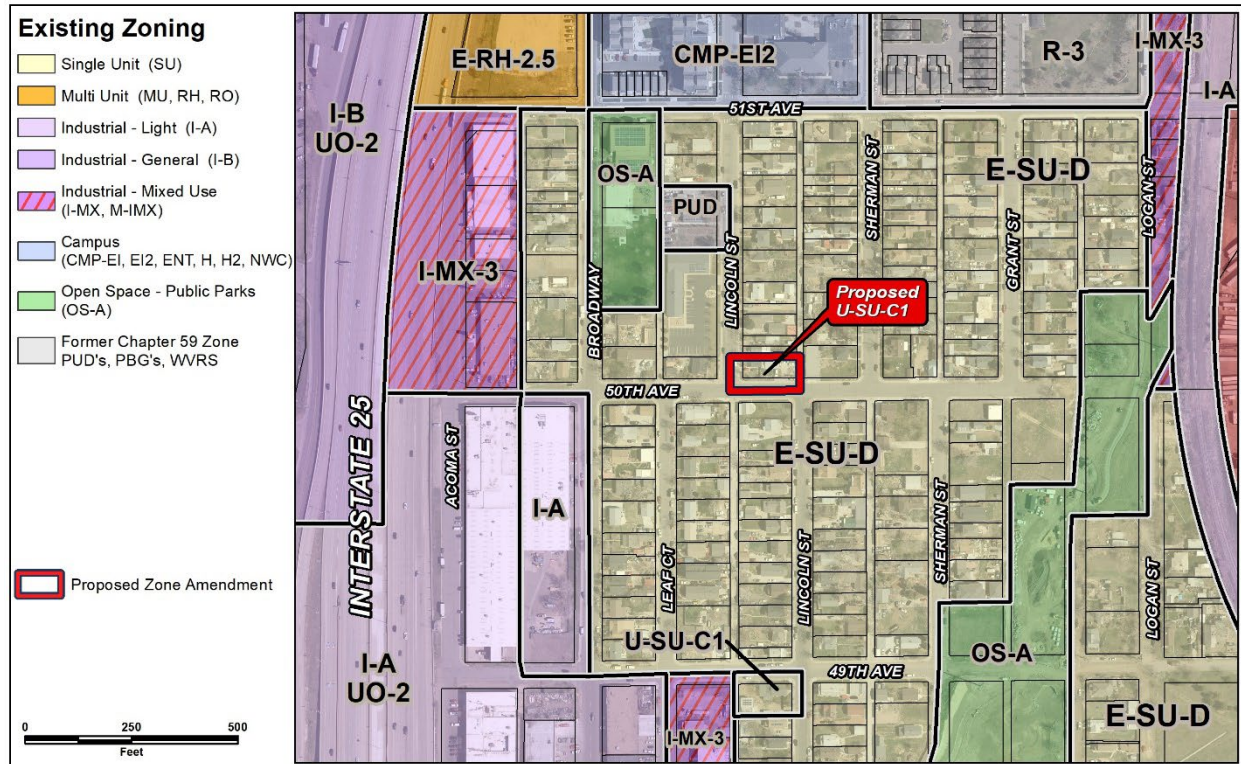 Existing Zoning
Single Unit (SU)
Multi Unit (MU, RH, RO)
Industrial - Light (I-A)
Industrial - General (I-B)
Industrial - Mixed Use
(I-MX, M-IMX)
Campus
(CMP-EI, EI2, ENT, H, H2, NWC)
Open Space - Public Parks
(OS-A)
Former Chapter 59 Zone
PUD's, PBG's, WVRS
Proposed Zone Amendment
0 250 500
Feet
E-RH-2.5
CMP-EI2
R-3
I-MX-3
I-A
I-B
UO-2
51ST AVE
OS-A
PUD
SHERMAN ST
E-SU-D
LOGAN ST
GRANT ST
I-MX-3
BROADWAY
LINCOLN ST
Proposed
U-SU-C1
50TH AVE
INTERSTATE 25
ACOMA ST
I-A
E-SU-D
LEAF CT
LINCOLN ST
SHERMAN ST
LOGAN ST
U-SU-C1
49TH AVE
OS-A
I-A
UO-2
I-MX-3
E-SU-D